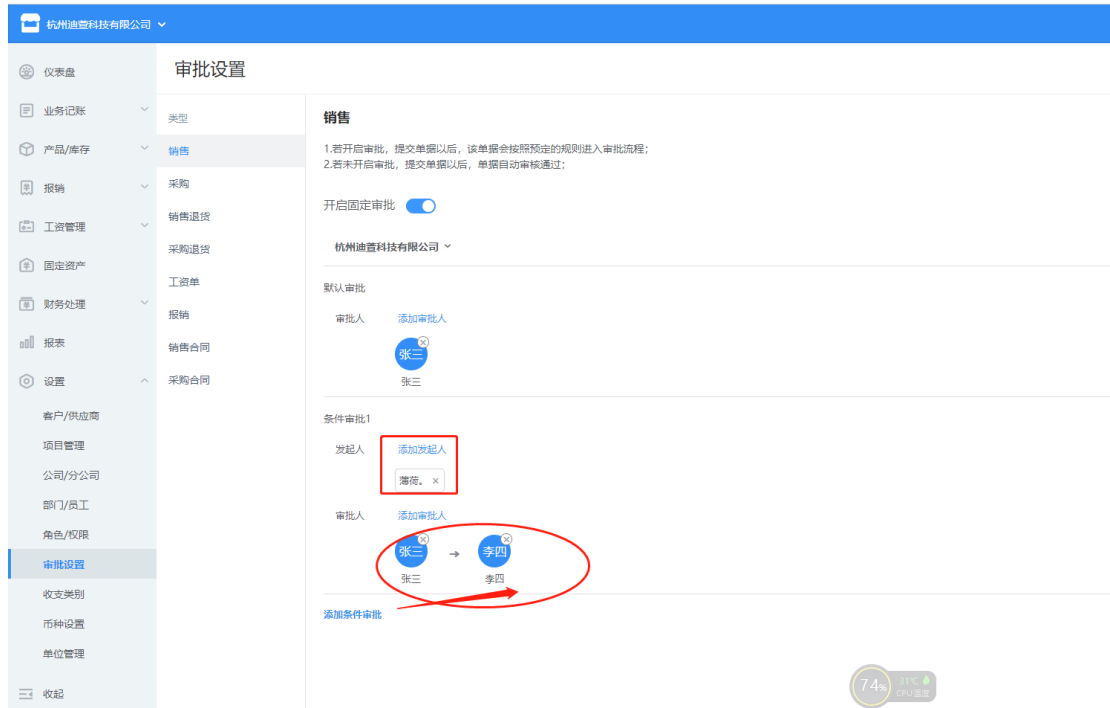 杭州迪萱科技有限公司
仪表盘
业务记账
产品/库存
报销
工资管理
固定资产
财务处理
报表
设置
客户/供应商
项目管理
公司/分公司
部门/员工
角色/权限
审批设置
收支类别
币种设置
单位管理
收起
审批设置
类型
销售
采购
销售退货
采购退货
工资单
报销
销售合同
采购合同
销售
1.若开启审批，提交单据以后，该单据会按照预定的规则进入审批流程；
2.若未开启审批，提交单据以后，单据自动审核通过；
开启固定审批
杭州迪萱科技有限公司
默认审批
审批人 添加审批人
张三
张三
条件审批1
发起人 添加发起人
薄荷。 ×
审批人 添加审批人
张三 → 李四
张三 李四
添加条件审批
74% 31℃
CPU温度